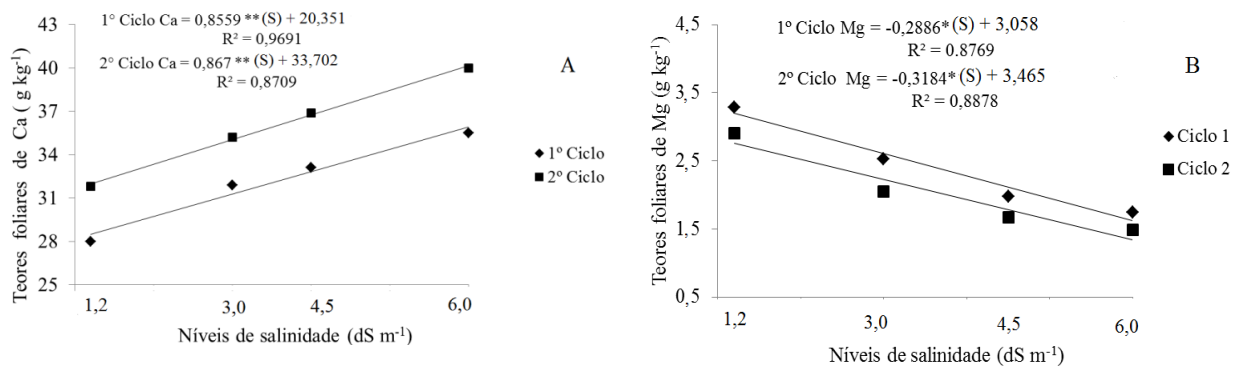 1° Ciclo Ca = 0,8559 **(S) + 20,351
R² = 0,9691
2° Ciclo Ca = 0,867 ** (S) + 33,702
R² = 0,8709
A
Teores foliares de Ca ( g kg⁻¹)
43
40
37
34
31
28
25
1,2
3,0
4,5
6,0
Níveis de salinidade (dS m⁻¹)
1º Ciclo
2º Ciclo
1º Ciclo Mg = -0,2886* (S) + 3,058
R² = 0.8769
2º Ciclo Mg = -0,3184* (S) + 3,465
R² = 0,8878
B
Teores foliares de Mg (g kg⁻¹)
4,5
3,5
2,5
1,5
0,5
1,2
3,0
4,5
6,0
Níveis de salinidade (dS m⁻¹)
Ciclo 1
Ciclo 2